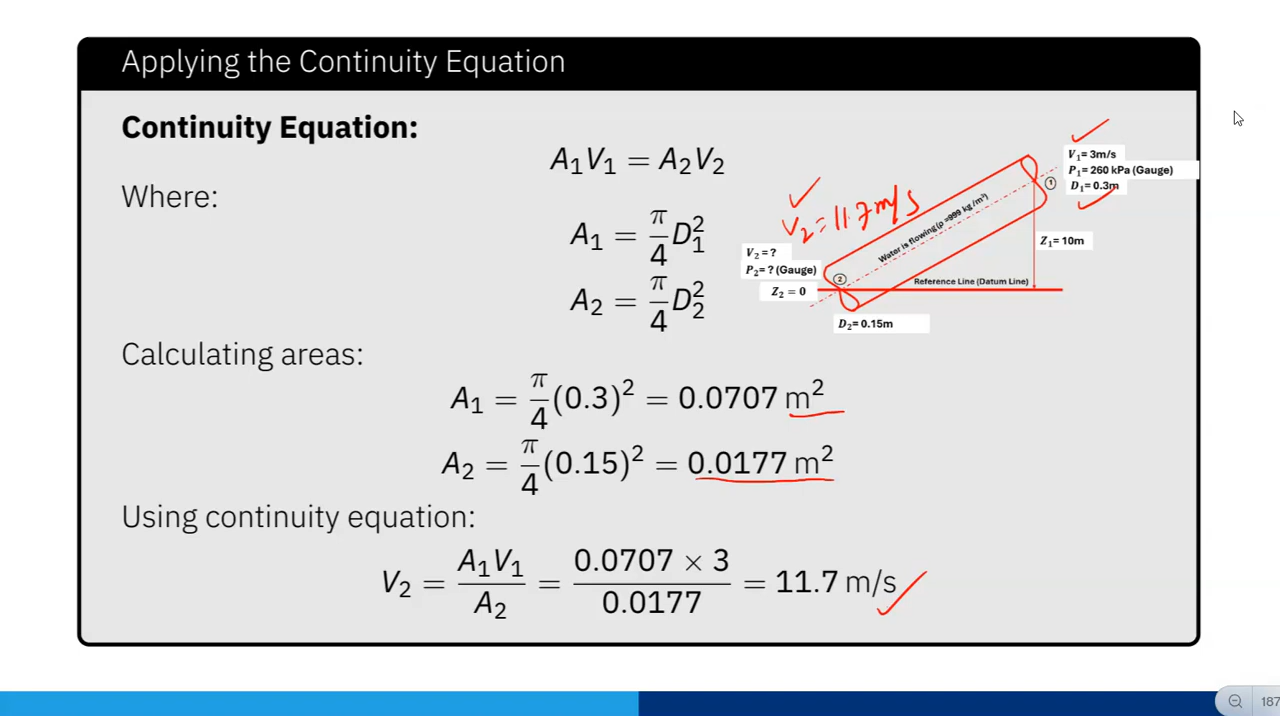 Applying the Continuity Equation
Continuity Equation:
A₁V₁ = A₂V₂
Where:
A₁ = π/4 D₁²
A₂ = π/4 D₂²
V₁= 3m/s
P₁= 260 kPa (Gauge)
D₁= 0.3m
①
Z₁= 10m
Water is flowing(ρ =999 kg /m³)
V₂ = 11.7 m/s
V₂ = ?
P₂= ? (Gauge)
Z₂ = 0
②
Reference Line (Datum Line)
D₂= 0.15m
Calculating areas:
A₁ = π/4 (0.3)² = 0.0707 m²
A₂ = π/4 (0.15)² = 0.0177 m²
Using continuity equation:
V₂ = A₁V₁/A₂ = 0.0707 × 3/0.0177 = 11.7 m/s
187